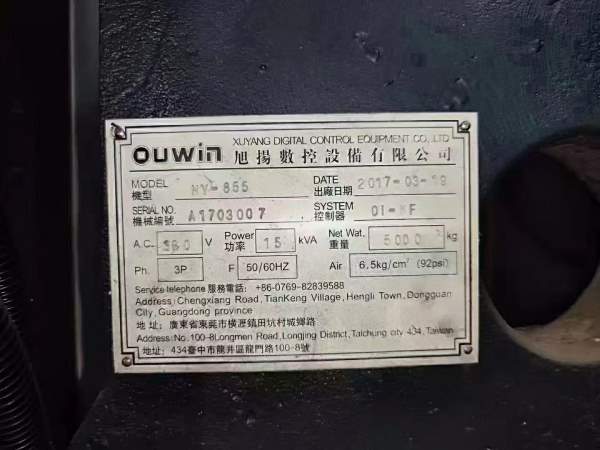 ouwin XUYANG DIGITAL CONTROL EQUIPMENT CO., LTD
旭揚數控設備有限公司
MODEL 機型 855 DATE 出廠日期 2017-03-
SERIAL NO. 機械編號 A1703007 SYSTEM 控制器 OI- F
A.C. 380 V Power 功率 15 kVA Net Wat. 重量 5000 kg
Ph. 3P F 50/60HZ Air 6.5kg/cm² (92psi)
Service telephone 服務電話: +86-0769-82839588
Address: Chengxiang Road, TianKeng Village, Hengli Town, Dongguan
City, Guangdong province
地 址: 廣東省東莞市橫瀝鎮田坑村城鄉路
Address: No.100-8Longmen Road, Longjing District, Taichung city 434, Taiwan
地址: 434臺中市龍井區龍門路100-8號